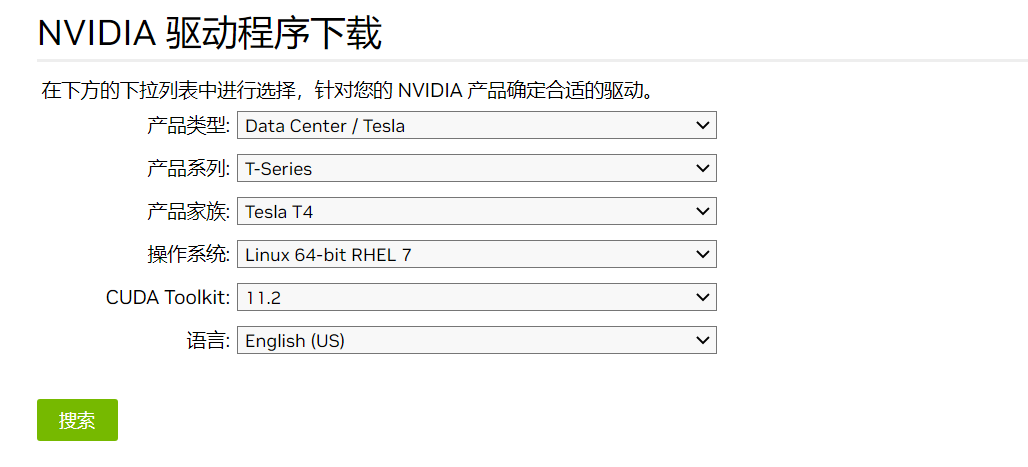 NVIDIA 驱动程序下载
在下方的下拉列表中进行选择，针对您的 NVIDIA 产品确定合适的驱动。
产品类型: Data Center / Tesla
产品系列: T-Series
产品家族: Tesla T4
操作系统: Linux 64-bit RHEL 7
CUDA Toolkit: 11.2
语言: English (US)
搜索